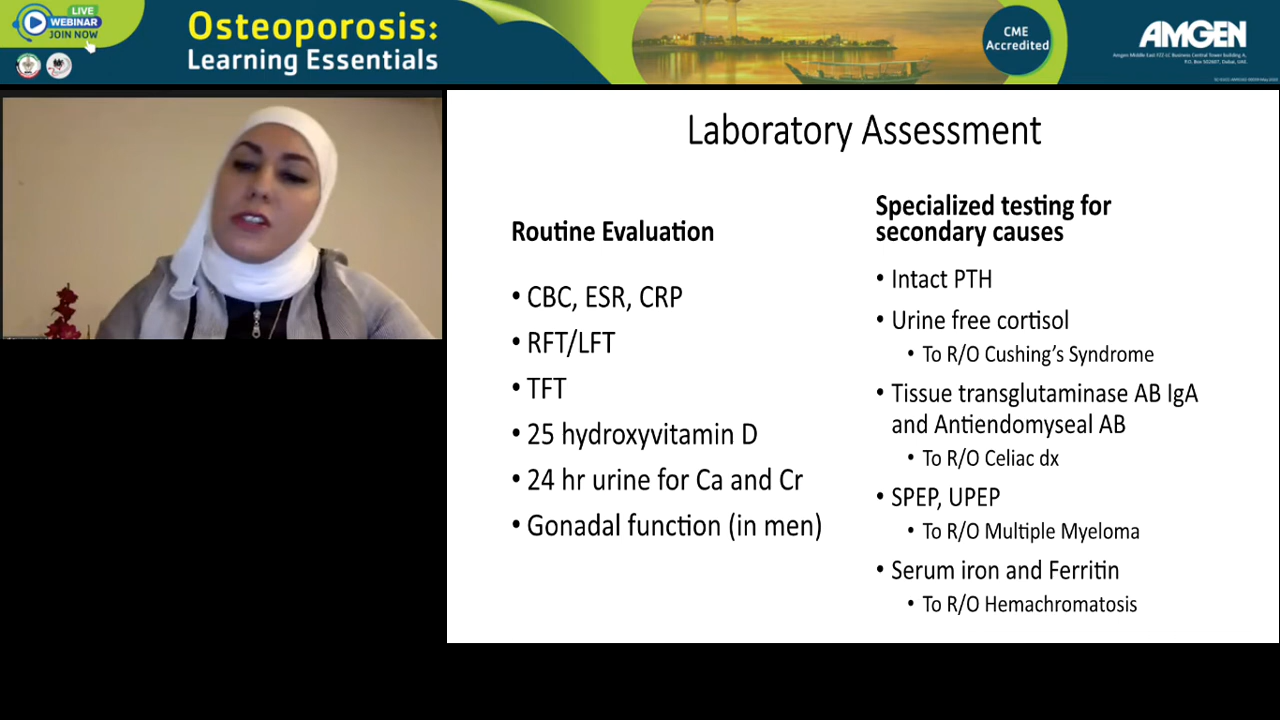 LIVE
WEBINAR
JOIN NOW
Osteoporosis:
Learning Essentials
CME
Accredited
AMGEN
Amgen Middle East FZ LLC Business Central Tower Building A,
P.O. Box 502607, Dubai, UAE.
Laboratory Assessment
Routine Evaluation
• CBC, ESR, CRP
• RFT/LFT
• TFT
• 25 hydroxyvitamin D
• 24 hr urine for Ca and Cr
• Gonadal function (in men)
Specialized testing for
secondary causes
• Intact PTH
• Urine free cortisol
• To R/O Cushing’s Syndrome
• Tissue transglutaminase AB IgA
and Antiendomyseal AB
• To R/O Celiac dx
• SPEP, UPEP
• To R/O Multiple Myeloma
• Serum iron and Ferritin
• To R/O Hemachromatosis